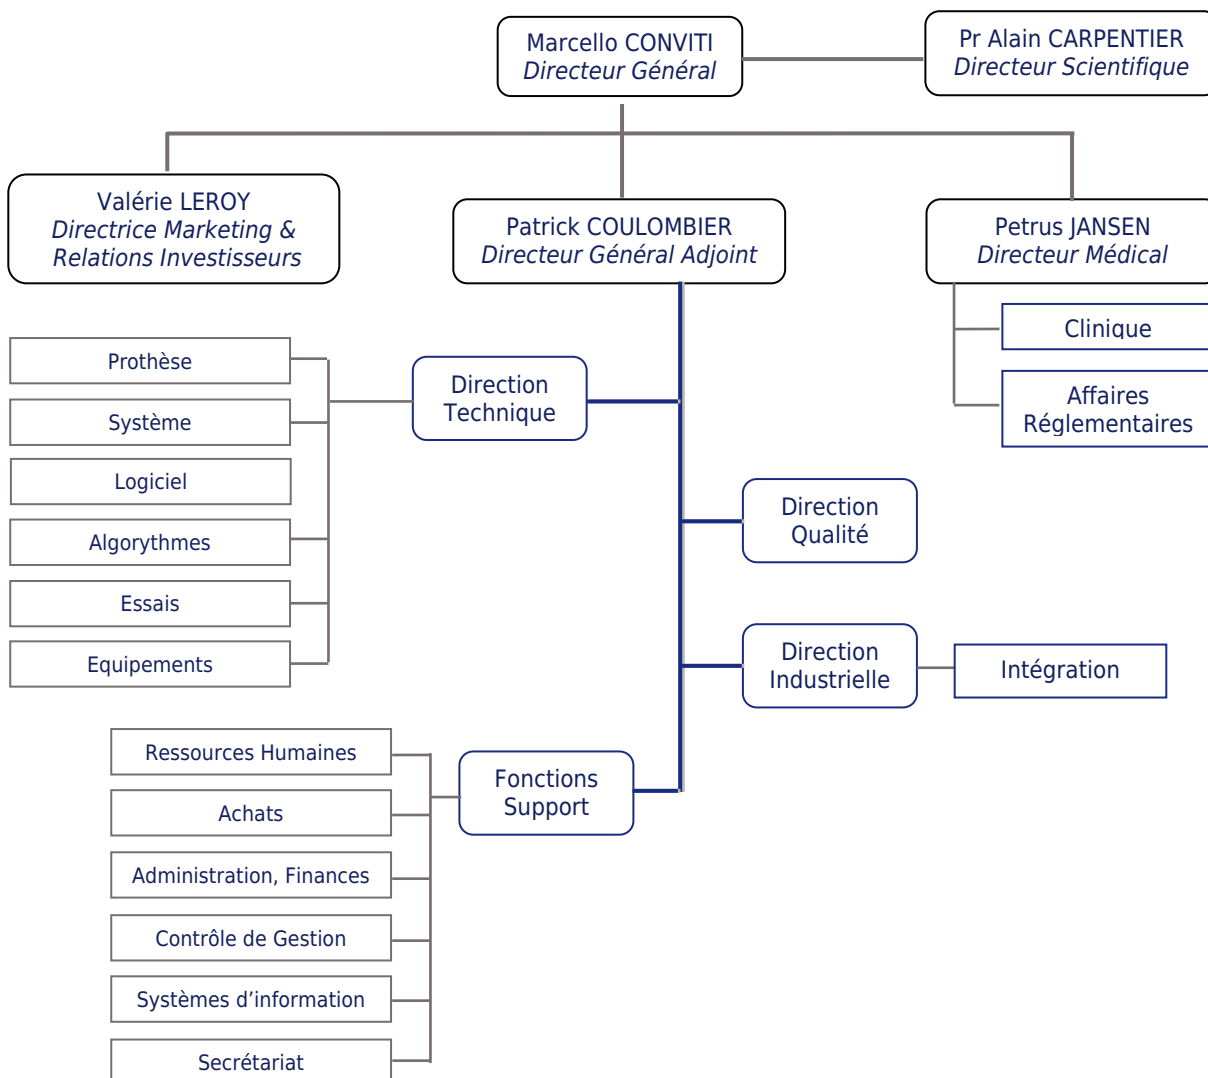 Marcello CONVITI
Directeur Général
Pr Alain CARPENTIER
Directeur Scientifique
Valérie LEROY
Directrice Marketing &
Relations Investisseurs
Patrick COULOMBIER
Directeur Général Adjoint
Petrus JANSEN
Directeur Médical
Clinique
Affaires
Réglementaires
Direction
Technique
Prothèse
Système
Logiciel
Algorythmes
Essais
Equipements
Direction
Qualité
Direction
Industrielle
Intégration
Fonctions
Support
Ressources Humaines
Achats
Administration, Finances
Contrôle de Gestion
Systèmes d’information
Secrétariat